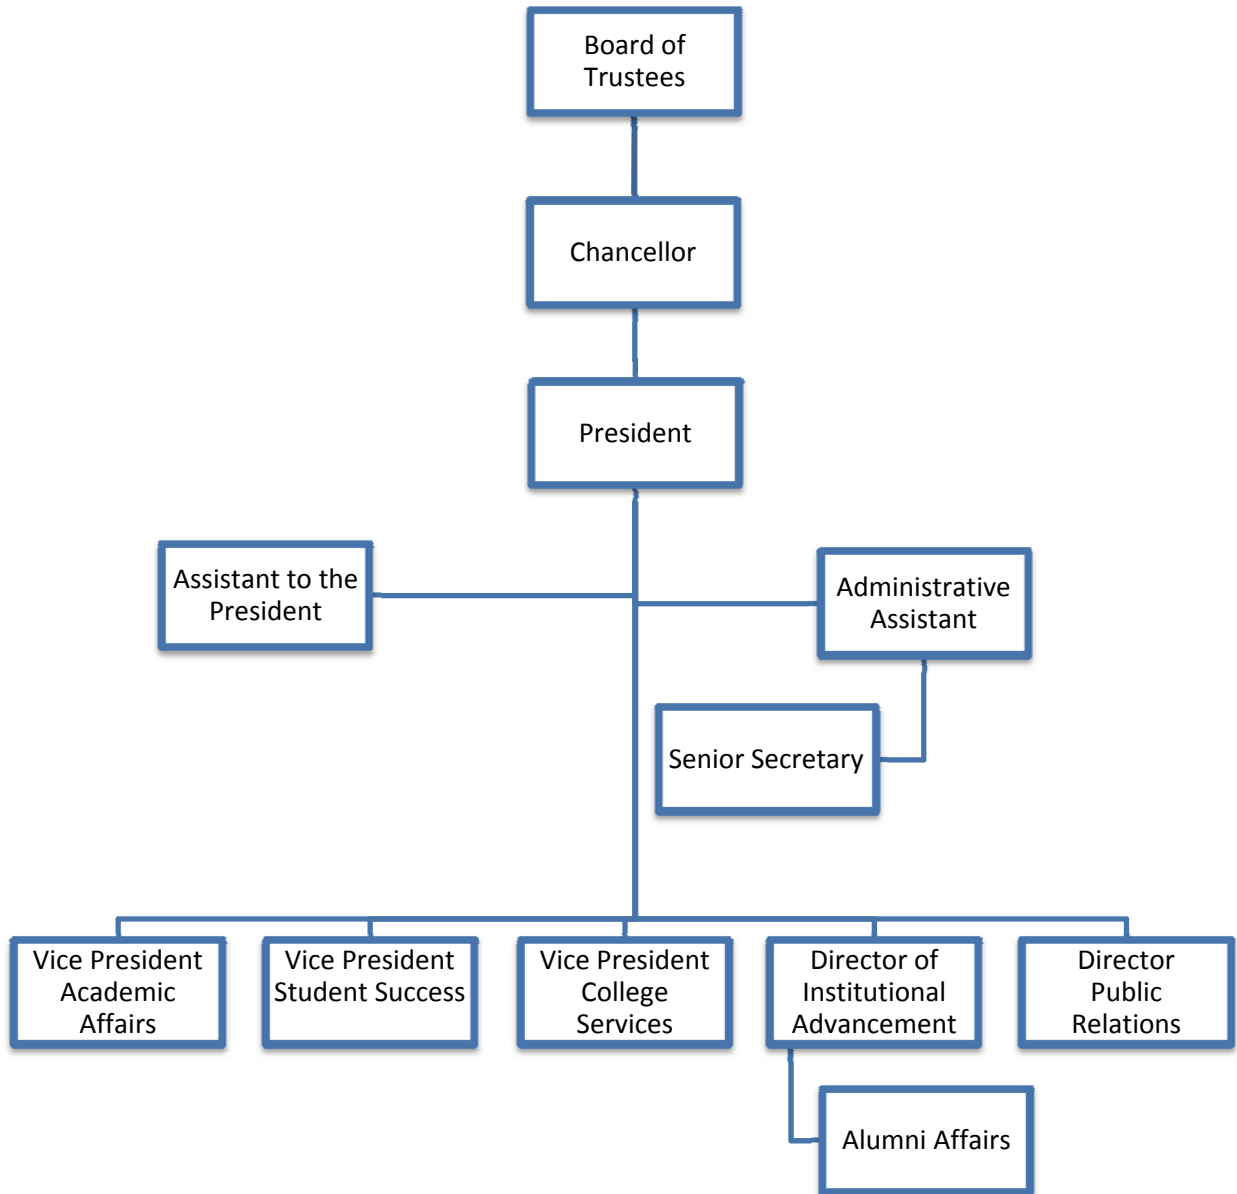 Board of
Trustees
Chancellor
President
Assistant to the
President
Administrative
Assistant
Senior Secretary
Vice President
Academic
Affairs
Vice President
Student Success
Vice President
College
Services
Director of
Institutional
Advancement
Director
Public
Relations
Alumni Affairs